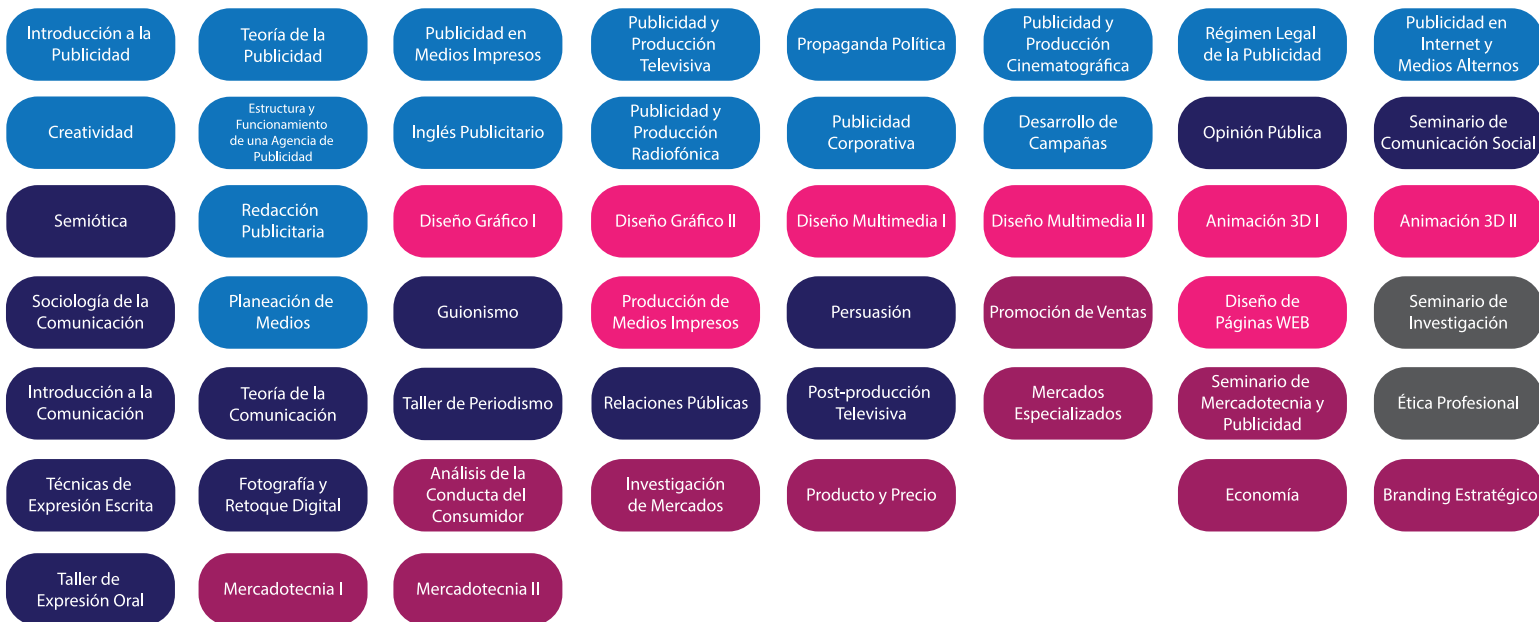 Introducción a la
Publicidad
Teoría de la
Publicidad
Publicidad en
Medios Impresos
Publicidad y
Producción
Televisiva
Propaganda Política
Publicidad y
Producción
Cinematográfica
Régimen Legal
de la Publicidad
Publicidad en
Internet y
Medios Alternos
Creatividad
Estructura y
Funcionamiento
de una Agencia de
Publicidad
Inglés Publicitario
Publicidad y
Producción
Radiofónica
Publicidad
Corporativa
Desarrollo de
Campañas
Opinión Pública
Seminario de
Comunicación Social
Semiótica
Redacción
Publicitaria
Diseño Gráfico I
Diseño Gráfico II
Diseño Multimedia I
Diseño Multimedia II
Animación 3D I
Animación 3D II
Sociología de la
Comunicación
Planeación de
Medios
Guionismo
Producción de
Medios Impresos
Persuasión
Promoción de Ventas
Diseño de
Páginas WEB
Seminario de
Investigación
Introducción a la
Comunicación
Teoría de la
Comunicación
Taller de Periodismo
Relaciones Públicas
Post-producción
Televisiva
Mercados
Especializados
Seminario de
Mercadotecnia y
Publicidad
Ética Profesional
Técnicas de
Expresión Escrita
Fotografía y
Retoque Digital
Análisis de la
Conducta del
Consumidor
Investigación
de Mercados
Producto y Precio
Economía
Branding Estratégico
Taller de
Expresión Oral
Mercadotecnia I
Mercadotecnia II